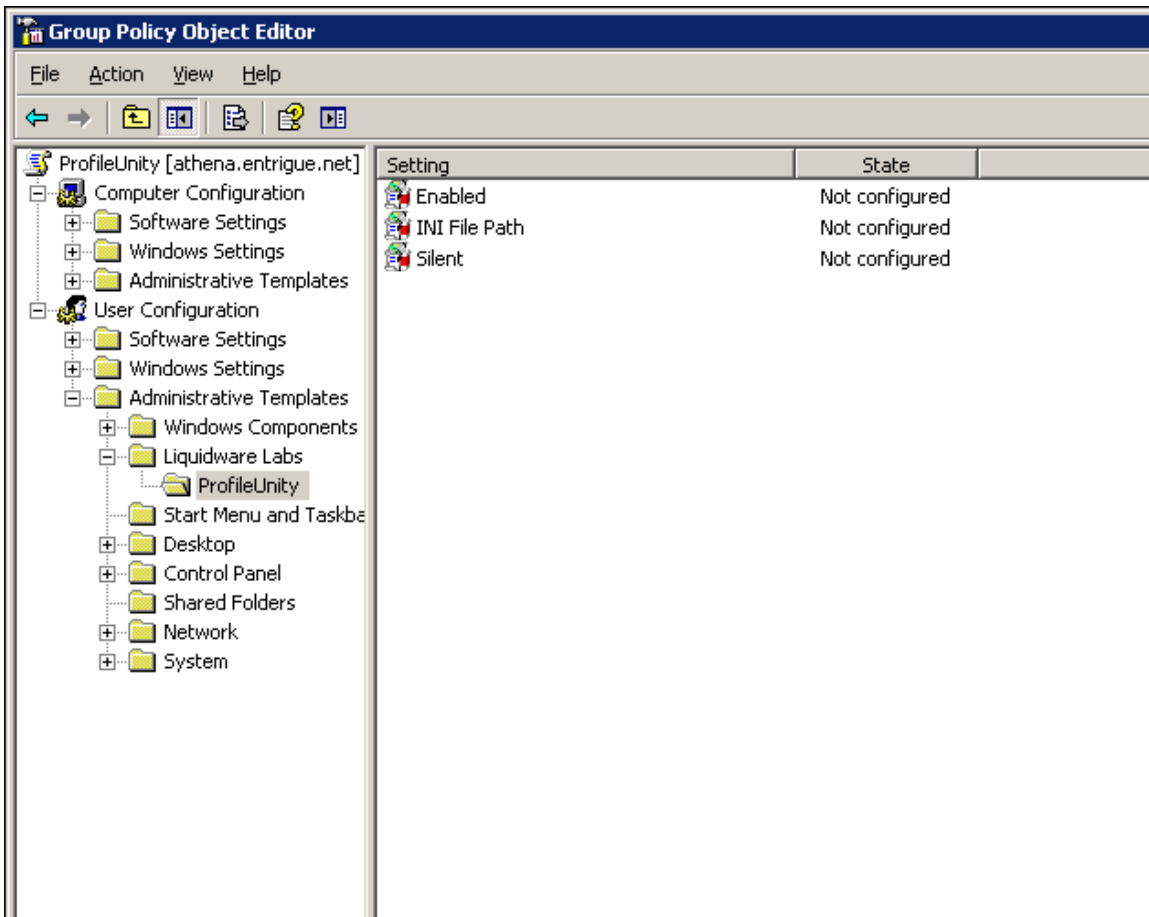 Group Policy Object Editor
File Action View Help
ProfileUnity [athena.entrigue.net]
Computer Configuration
Software Settings
Windows Settings
Administrative Templates
User Configuration
Software Settings
Windows Settings
Administrative Templates
Windows Components
Liquidware Labs
ProfileUnity
Start Menu and Taskba
Desktop
Control Panel
Shared Folders
Network
System
Setting State
Enabled Not configured
INI File Path Not configured
Silent Not configured